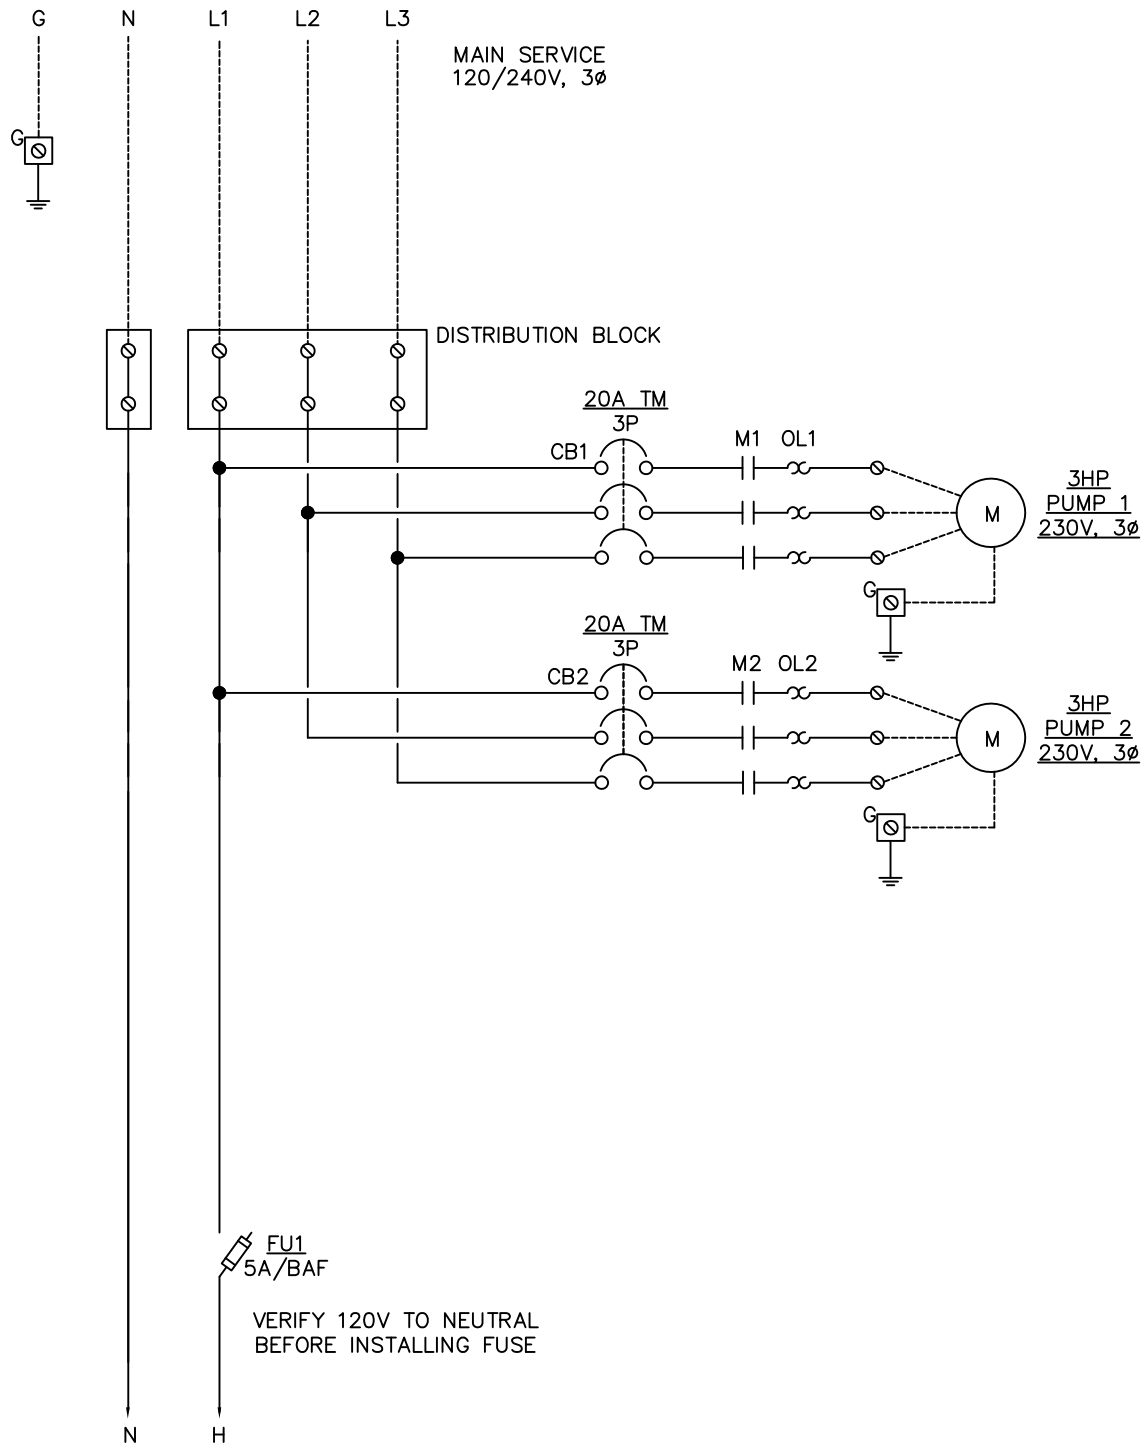 G N L1 L2 L3
MAIN SERVICE
120/240V, 3ø
G
DISTRIBUTION BLOCK
20A TM
3P
CB1
M1 OL1
M
3HP
PUMP 1
230V, 3ø
G
20A TM
3P
CB2
M2 OL2
M
3HP
PUMP 2
230V, 3ø
G
FU1
5A/BAF
VERIFY 120V TO NEUTRAL
BEFORE INSTALLING FUSE
N H